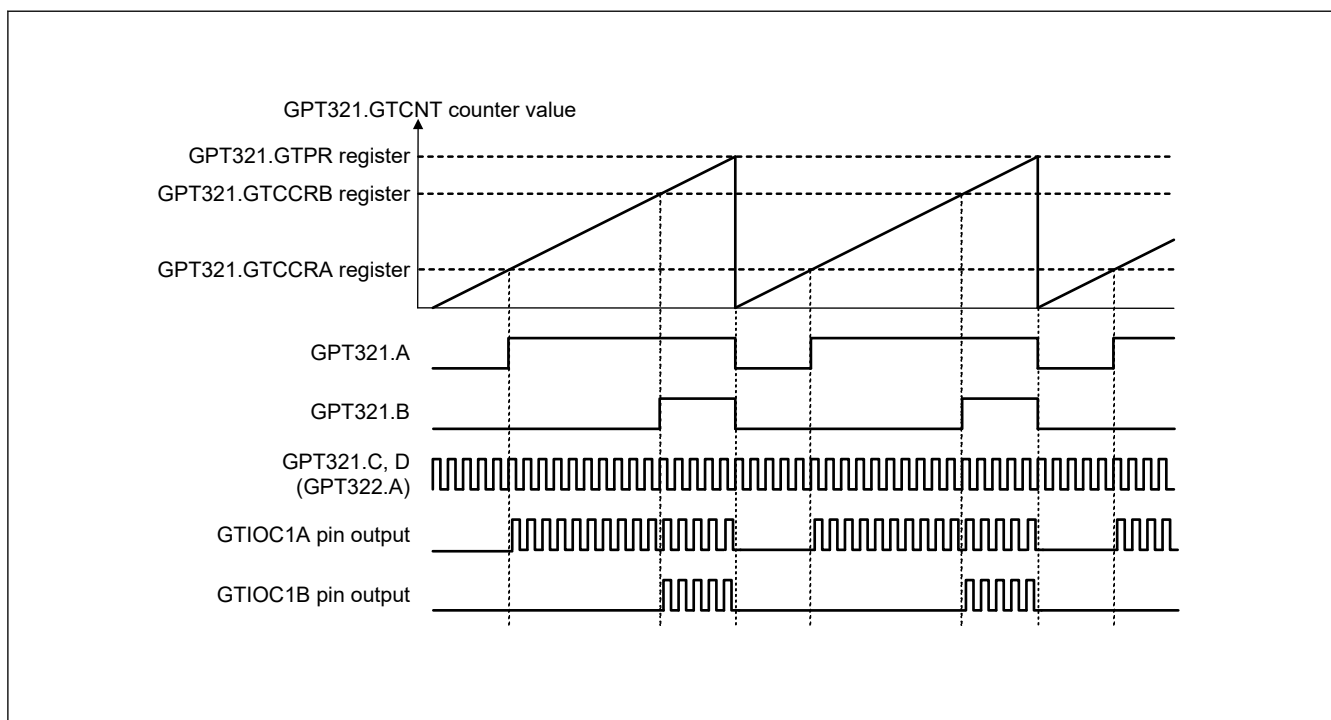 GPT321.GTCNT counter value
GPT321.GTPR register
GPT321.GTCCRB register
GPT321.GTCCRA register
GPT321.A
GPT321.B
GPT321.C, D
(GPT322.A)
GTIOC1A pin output
GTIOC1B pin output